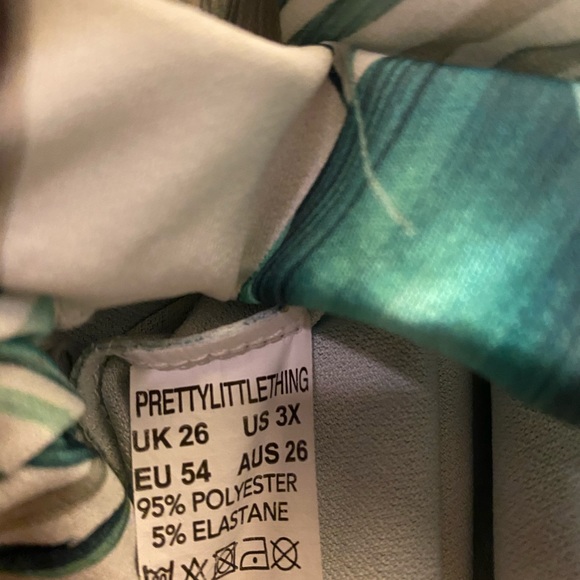 PRETTYLITTLETHING
UK 26 US 3X
EU 54 AUS 26
95% POLYESTER
5% ELASTANE